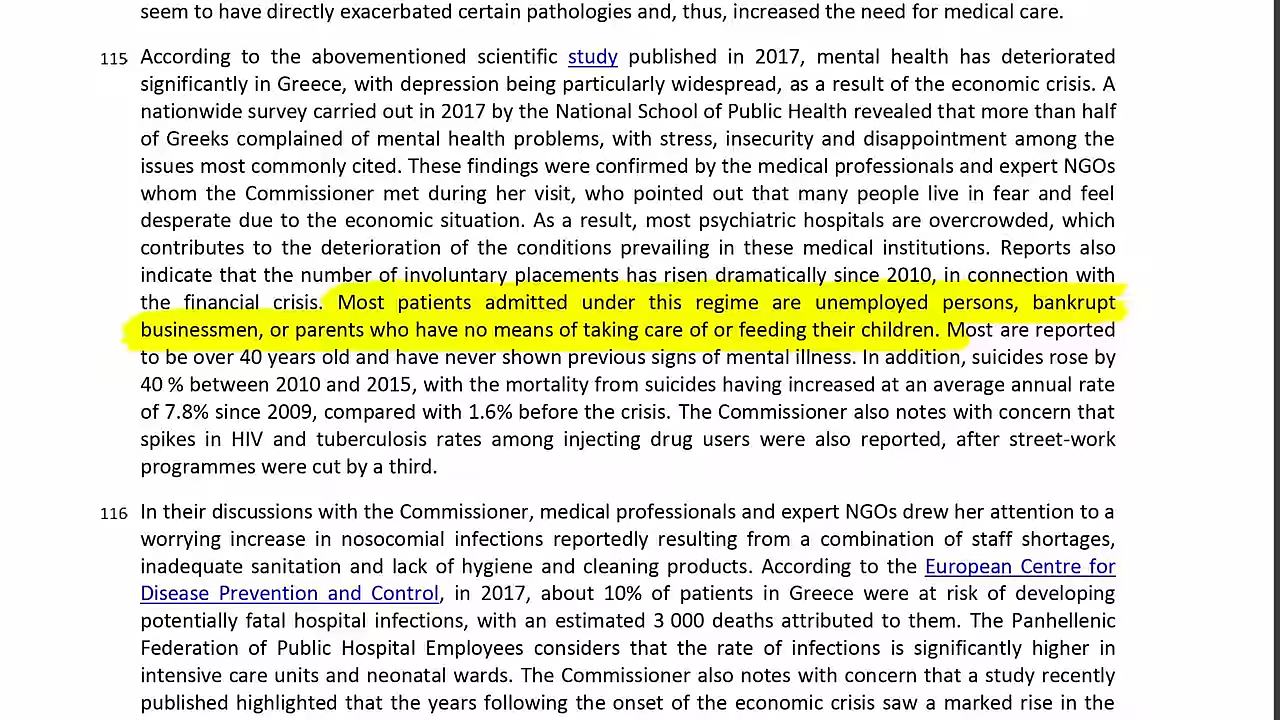 seem to have directly exacerbated certain pathologies and, thus, increased the need for medical care.
115 According to the abovementioned scientific study published in 2017, mental health has deteriorated
significantly in Greece, with depression being particularly widespread, as a result of the economic crisis. A
nationwide survey carried out in 2017 by the National School of Public Health revealed that more than half
of Greeks complained of mental health problems, with stress, insecurity and disappointment among the
issues most commonly cited. These findings were confirmed by the medical professionals and expert NGOs
whom the Commissioner met during her visit, who pointed out that many people live in fear and feel
desperate due to the economic situation. As a result, most psychiatric hospitals are overcrowded, which
contributes to the deterioration of the conditions prevailing in these medical institutions. Reports also
indicate that the number of involuntary placements has risen dramatically since 2010, in connection with
the financial crisis. Most patients admitted under this regime are unemployed persons, bankrupt
businessmen, or parents who have no means of taking care of or feeding their children. Most are reported
to be over 40 years old and have never shown previous signs of mental illness. In addition, suicides rose by
40 % between 2010 and 2015, with the mortality from suicides having increased at an average annual rate
of 7.8% since 2009, compared with 1.6% before the crisis. The Commissioner also notes with concern that
spikes in HIV and tuberculosis rates among injecting drug users were also reported, after street-work
programmes were cut by a third.
116 In their discussions with the Commissioner, medical professionals and expert NGOs drew her attention to a
worrying increase in nosocomial infections reportedly resulting from a combination of staff shortages,
inadequate sanitation and lack of hygiene and cleaning products. According to the European Centre for
Disease Prevention and Control, in 2017, about 10% of patients in Greece were at risk of developing
potentially fatal hospital infections, with an estimated 3 000 deaths attributed to them. The Panhellenic
Federation of Public Hospital Employees considers that the rate of infections is significantly higher in
intensive care units and neonatal wards. The Commissioner also notes with concern that a study recently
published highlighted that the years following the onset of the economic crisis saw a marked rise in the